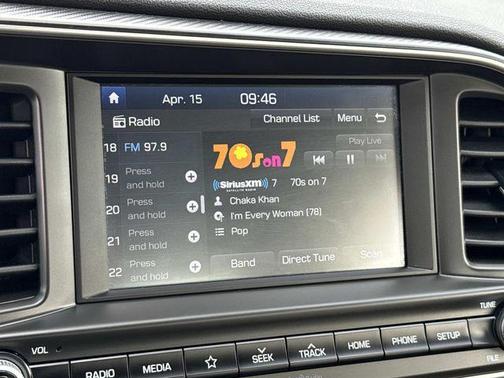 Apr. 15 09:46
Radio Channel List Menu
18 FM 97.9
70s on 7
Play Live
19 Press and hold
((SiriusXM)) 7 70s on 7
SATELLITE RADIO
20 Press and hold
Chaka Khan
I'm Every Woman (78)
21 Press and hold
Pop
22 Press and hold
Band Direct Tune Scan
VOL RADIO MEDIA SEEK TRACK HOME PHONE SETUP
TUNE
FILE